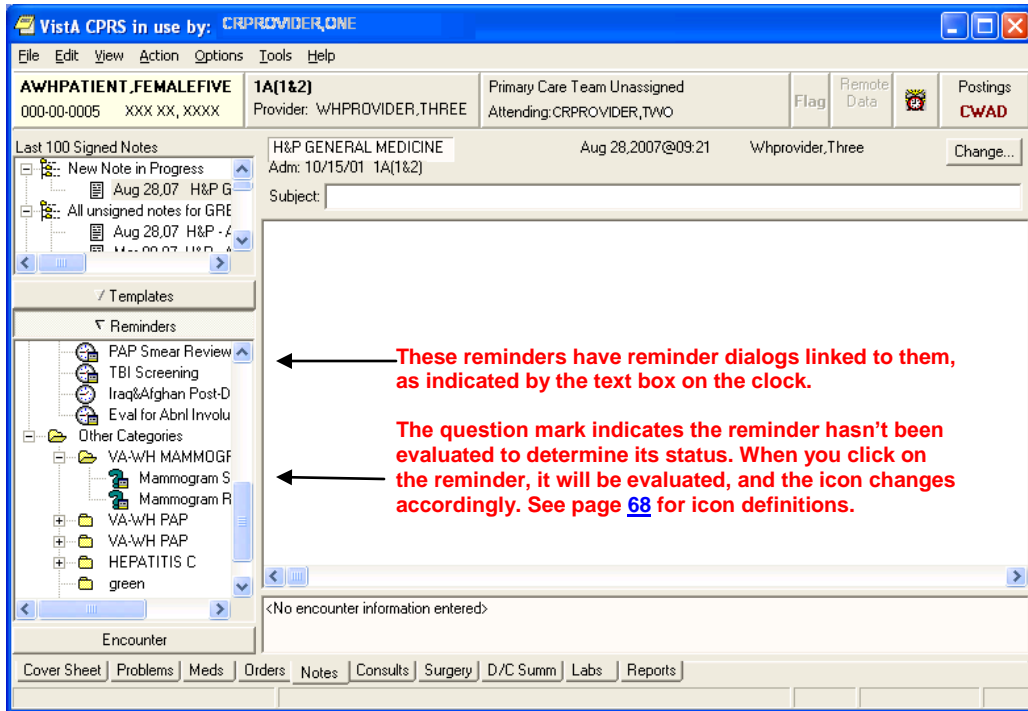 VistA CPRS in use by: CRPROVIDER,ONE
File Edit View Action Options Tools Help
AWHPATIENT,FEMALEFIVE
000-00-0005 XXX XX, XXXX
1A(1&2)
Provider: WHPROVIDER,THREE
Primary Care Team Unassigned
Attending:CRPROVIDER,TWO
Flag
Remote
Data
Postings
CWAD
Last 100 Signed Notes
New Note in Progress
Aug 28,07 H&P G
All unsigned notes for GRE
Aug 28,07 H&P - A
H&P GENERAL MEDICINE Aug 28,2007@09:21 Whprovider,Three
Adm: 10/15/01 1A(1&2)
Change...
Subject:
Templates
Reminders
PAP Smear Review
TBI Screening
Iraq&Afghan Post-D
Eval for Abnl Involu
Other Categories
VA-WH MAMMOGR
Mammogram S
Mammogram R
VA-WH PAP
VA-WH PAP
HEPATITIS C
green
These reminders have reminder dialogs linked to them,
as indicated by the text box on the clock.
The question mark indicates the reminder hasn’t been
evaluated to determine its status. When you click on
the reminder, it will be evaluated, and the icon changes
accordingly. See page 68 for icon definitions.
<No encounter information entered>
Encounter
Cover Sheet Problems Meds Orders Notes Consults Surgery D/C Summ Labs Reports